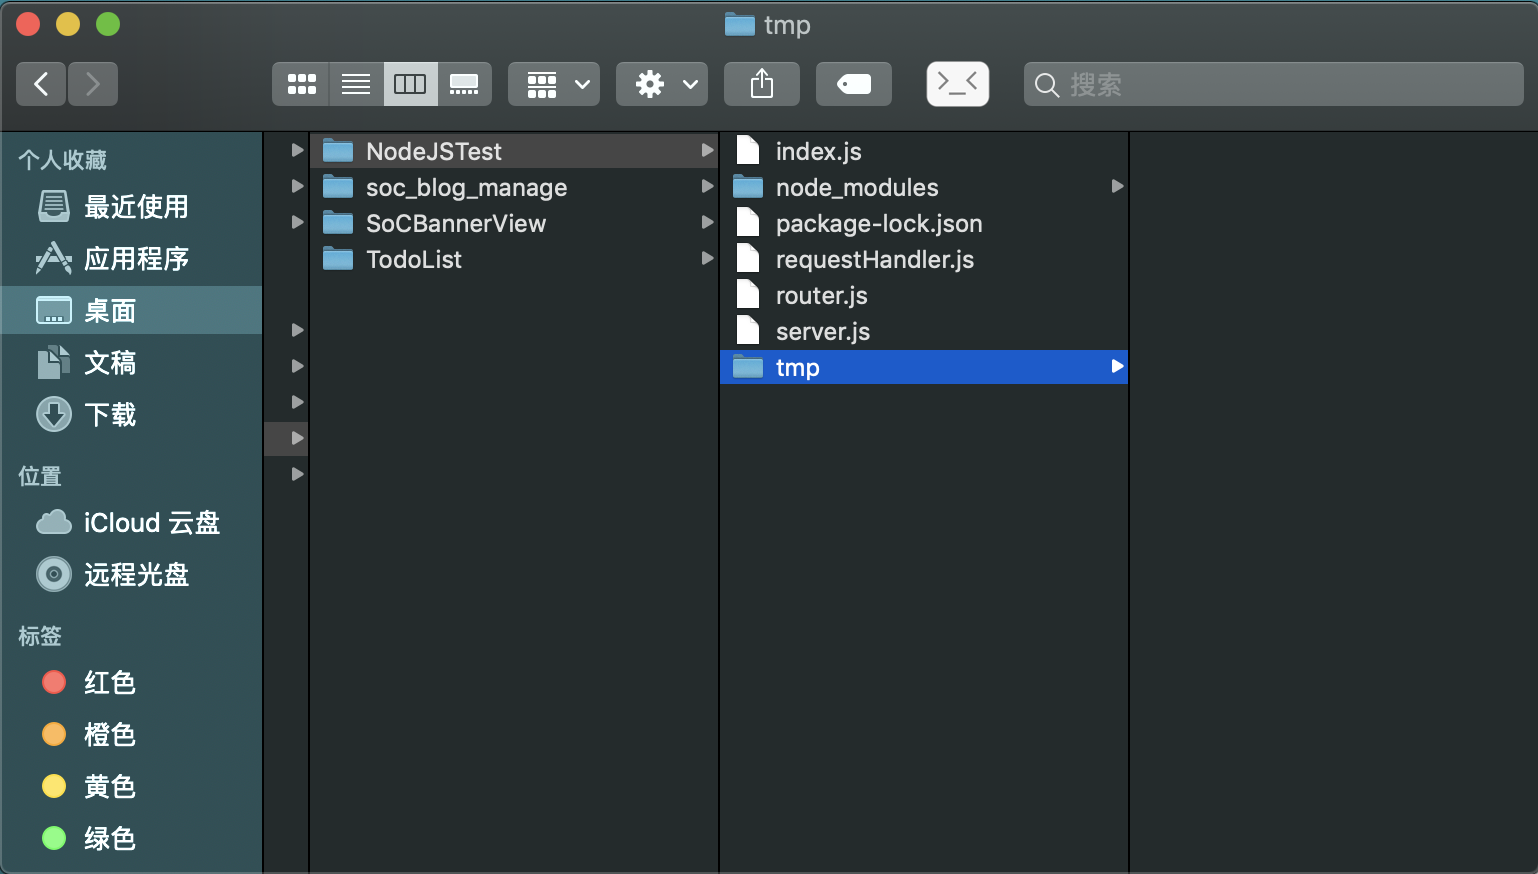 tmp
搜索
个人收藏
最近使用
应用程序
桌面
文稿
下载
位置
iCloud 云盘
远程光盘
标签
红色
橙色
黄色
绿色
NodeJSTest
soc_blog_manage
SoCBannerView
TodoList
index.js
node_modules
package-lock.json
requestHandler.js
router.js
server.js
tmp